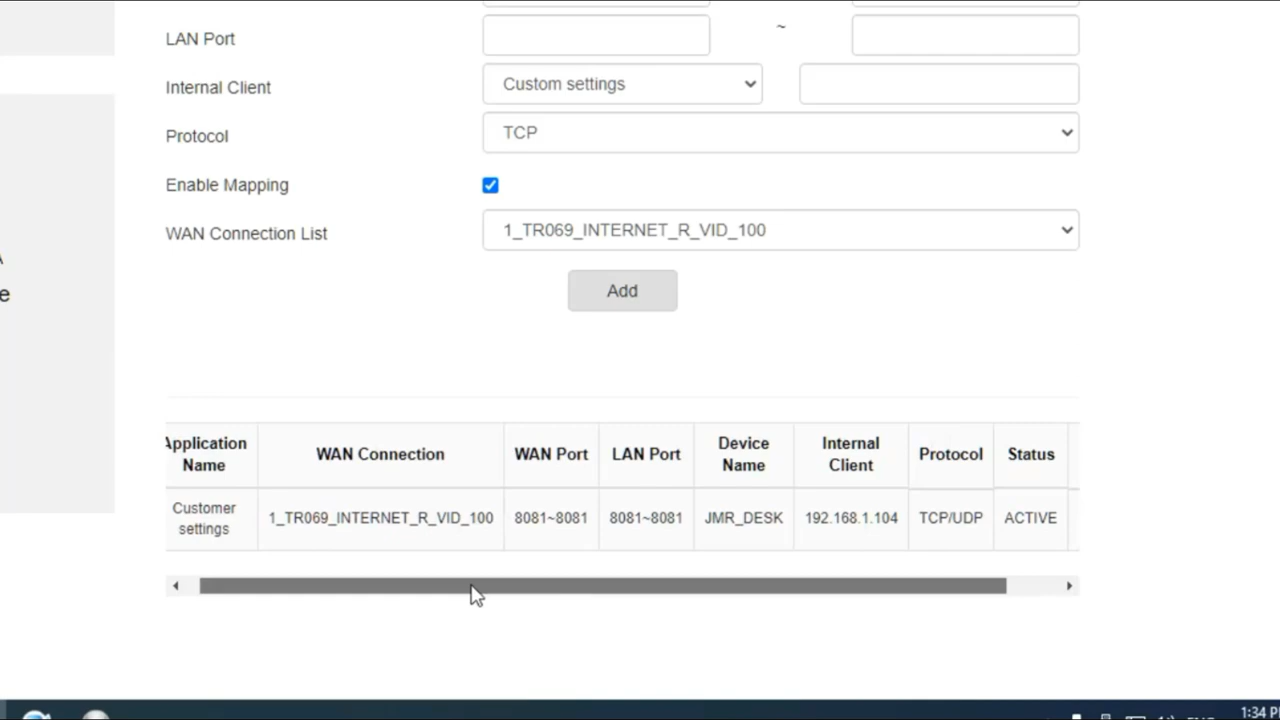 LAN Port ~
Internal Client Custom settings
Protocol TCP
Enable Mapping
WAN Connection List 1_TR069_INTERNET_R_VID_100
Add
Application Name WAN Connection WAN Port LAN Port Device Name Internal Client Protocol Status
Customer settings 1_TR069_INTERNET_R_VID_100 8081~8081 8081~8081 JMR_DESK 192.168.1.104 TCP/UDP ACTIVE
1:34 P